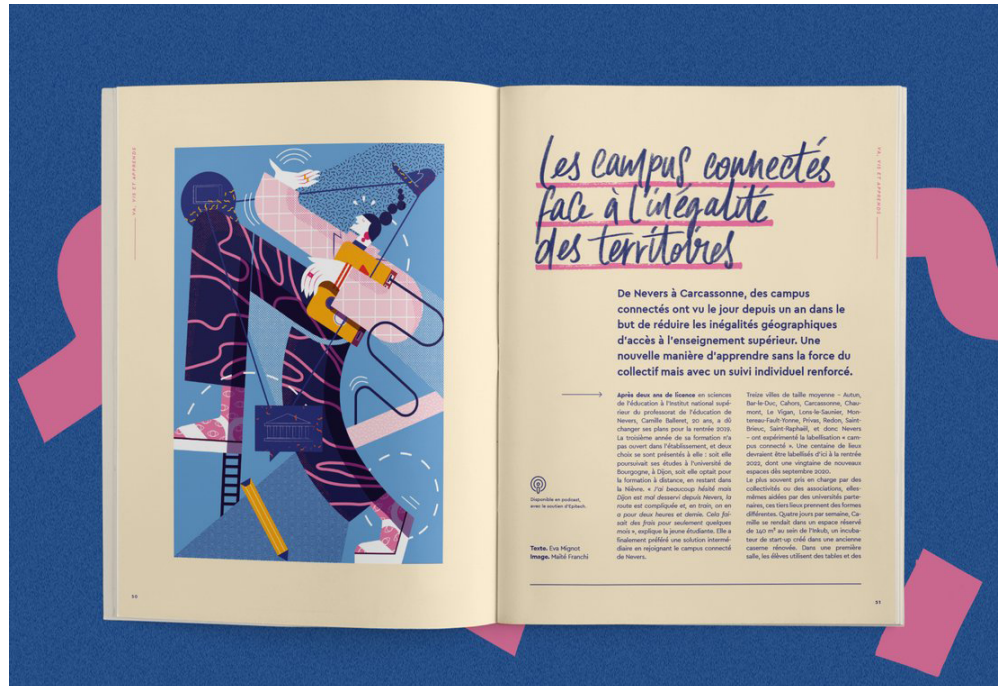 VA, VIS ET APPRENDS
50
Les campus connectés
face à l'inégalité
des territoires
De Nevers à Carcassonne, des campus
connectés ont vu le jour depuis un an dans le
but de réduire les inégalités géographiques
d'accès à l'enseignement supérieur. Une
nouvelle manière d'apprendre sans la force du
collectif mais avec un suivi individuel renforcé.
Disponible en podcast,
avec le soutien d'Epitech.
Texte. Eva Mignot
Image. Maïté Franchi
Après deux ans de licence en sciences
de l'éducation à l'Institut national supé-
rieur du professorat de l'éducation de
Nevers, Camille Balleret, 20 ans, a dû
changer ses plans pour la rentrée 2019.
La troisième année de sa formation n'a
pas ouvert dans l'établissement, et deux
choix se sont présentés à elle : soit elle
poursuivait ses études à l'université de
Bourgogne, à Dijon, soit elle optait pour
la formation à distance, en restant dans
la Nièvre. « J'ai beaucoup hésité mais
Dijon est mal desservi depuis Nevers, la
route est compliquée et, en train, on en
a pour deux heures et demie. Cela fai-
sait des frais pour seulement quelques
mois », explique la jeune étudiante. Elle a
finalement préféré une solution intermé-
diaire en rejoignant le campus connecté
de Nevers.
Treize villes de taille moyenne – Autun,
Bar-le-Duc, Cahors, Carcassonne, Chau-
mont, Le Vigan, Lons-le-Saunier, Mon-
tereau-Fault-Yonne, Privas, Redon, Saint-
Brieuc, Saint-Raphaël, et donc Nevers
– ont expérimenté la labellisation « cam-
pus connecté ». Une centaine de lieux
devraient être labellisés d'ici à la rentrée
2022, dont une vingtaine de nouveaux
espaces dès septembre 2020.
Le plus souvent pris en charge par des
collectivités ou des associations, elles-
mêmes aidées par des universités parte-
naires, ces tiers lieux prennent des formes
différentes. Quatre jours par semaine, Ca-
mille se rendait dans un espace réservé
de 140 m² au sein de l'Inkub, un incuba-
teur de start-up créé dans une ancienne
caserne rénovée. Dans une première
salle, les élèves utilisent des tables et des
VA, VIS ET APPRENDS
51